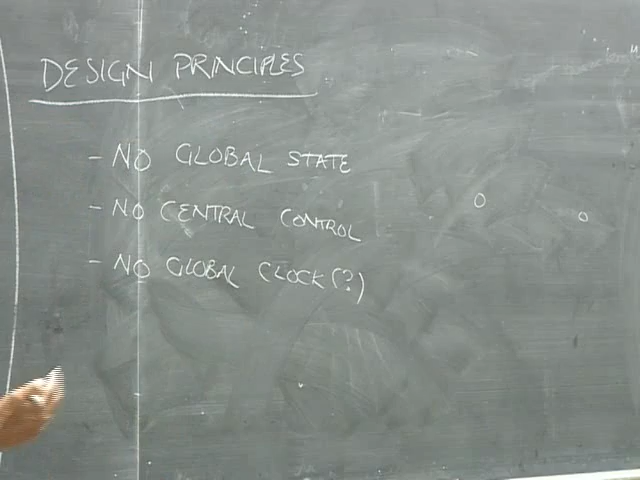 DESIGN PRINCIPLES
- NO GLOBAL STATE
- NO CENTRAL CONTROL
- NO GLOBAL CLOCK(?)